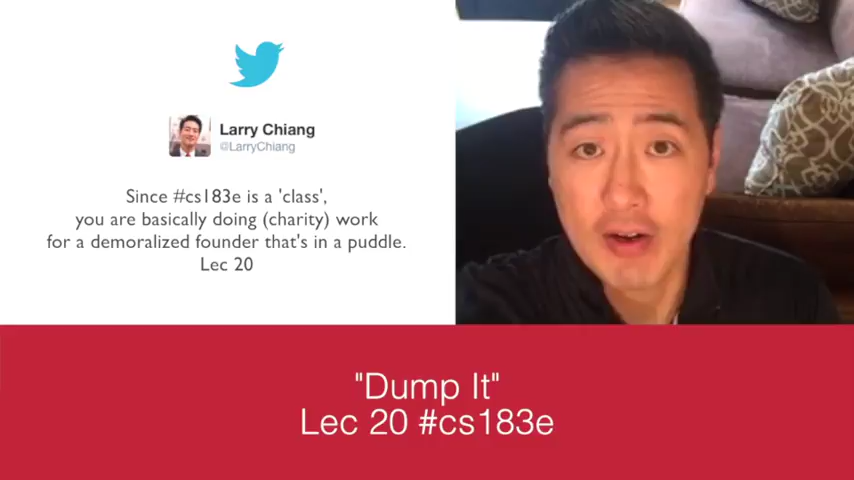 Larry Chiang
@LarryChiang
Since #cs183e is a 'class',
you are basically doing (charity) work
for a demoralized founder that's in a puddle.
Lec 20
"Dump It"
Lec 20 #cs183e